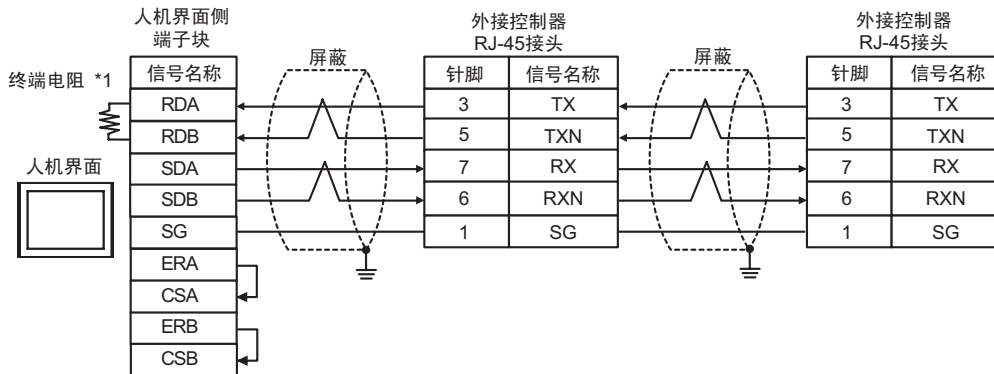 人机界面侧
端子块
外接控制器
RJ-45接头
外接控制器
RJ-45接头
屏蔽
屏蔽
终端电阻 *1
人机界面
信号名称
RDA
RDB
SDA
SDB
SG
ERA
CSA
ERB
CSB
针脚 信号名称
3 TX
5 TXN
7 RX
6 RXN
1 SG
针脚 信号名称
3 TX
5 TXN
7 RX
6 RXN
1 SG